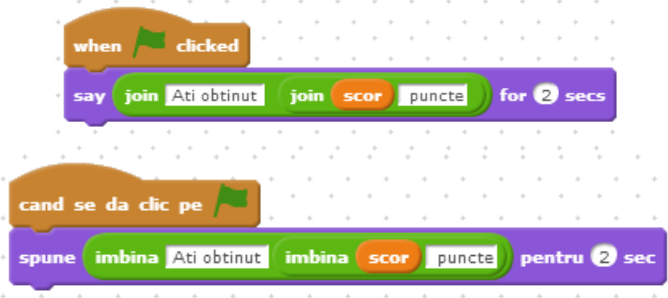 when clicked
say join Ati obtinut join scor puncte for 2 secs
cand se da clic pe
spune imbina Ati obtinut imbina scor puncte pentru 2 sec